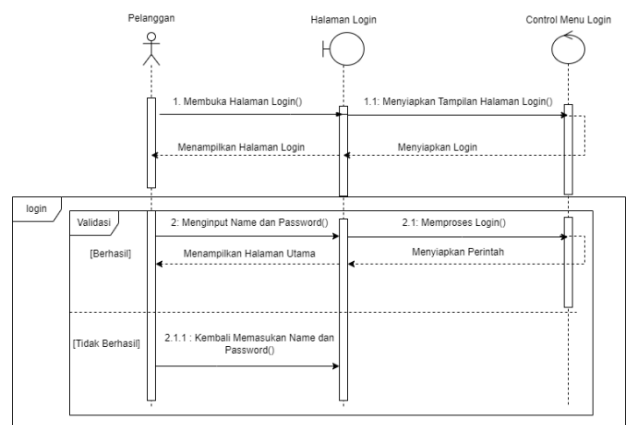 Pelanggan
Halaman Login
Control Menu Login
1. Membuka Halaman Login()
1.1: Menyiapkan Tampilan Halaman Login()
Menampilkan Halaman Login
Menyiapkan Login
login
Validasi
2: Menginput Name dan Password()
2.1: Memproses Login()
[Berhasil]
Menampilkan Halaman Utama
Menyiapkan Perintah
[Tidak Berhasil]
2.1.1 : Kembali Memasukan Name dan
Password()